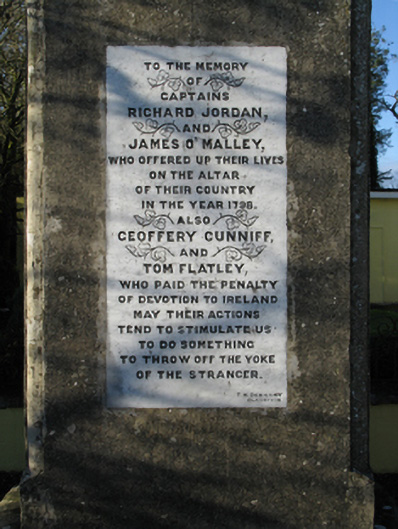 TO THE MEMORY
OF
CAPTAINS
RICHARD JORDAN,
AND
JAMES O'MALLEY,
WHO OFFERED UP THEIR LIVES
ON THE ALTAR
OF THEIR COUNTRY
IN THE YEAR 1798.
ALSO
GEOFFERY CUNNIFF,
AND
TOM FLATLEY,
WHO PAID THE PENALTY
OF DEVOTION TO IRELAND
MAY THEIR ACTIONS
TEND TO STIMULATE US
TO DO SOMETHING
TO THROW OFF THE YOKE
OF THE STRANGER.